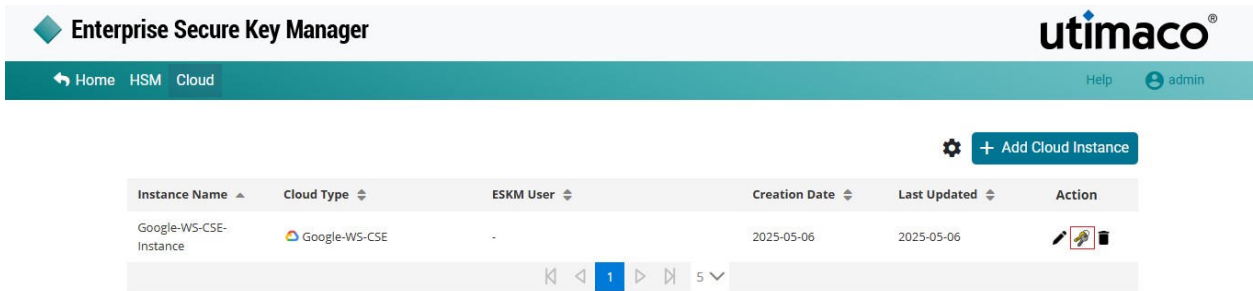 Enterprise Secure Key Manager
utimaco®
Home HSM Cloud Help admin
+ Add Cloud Instance
Instance Name Cloud Type ESKM User Creation Date Last Updated Action
Google-WS-CSE-
Instance
Google-WS-CSE - 2025-05-06 2025-05-06
1 5